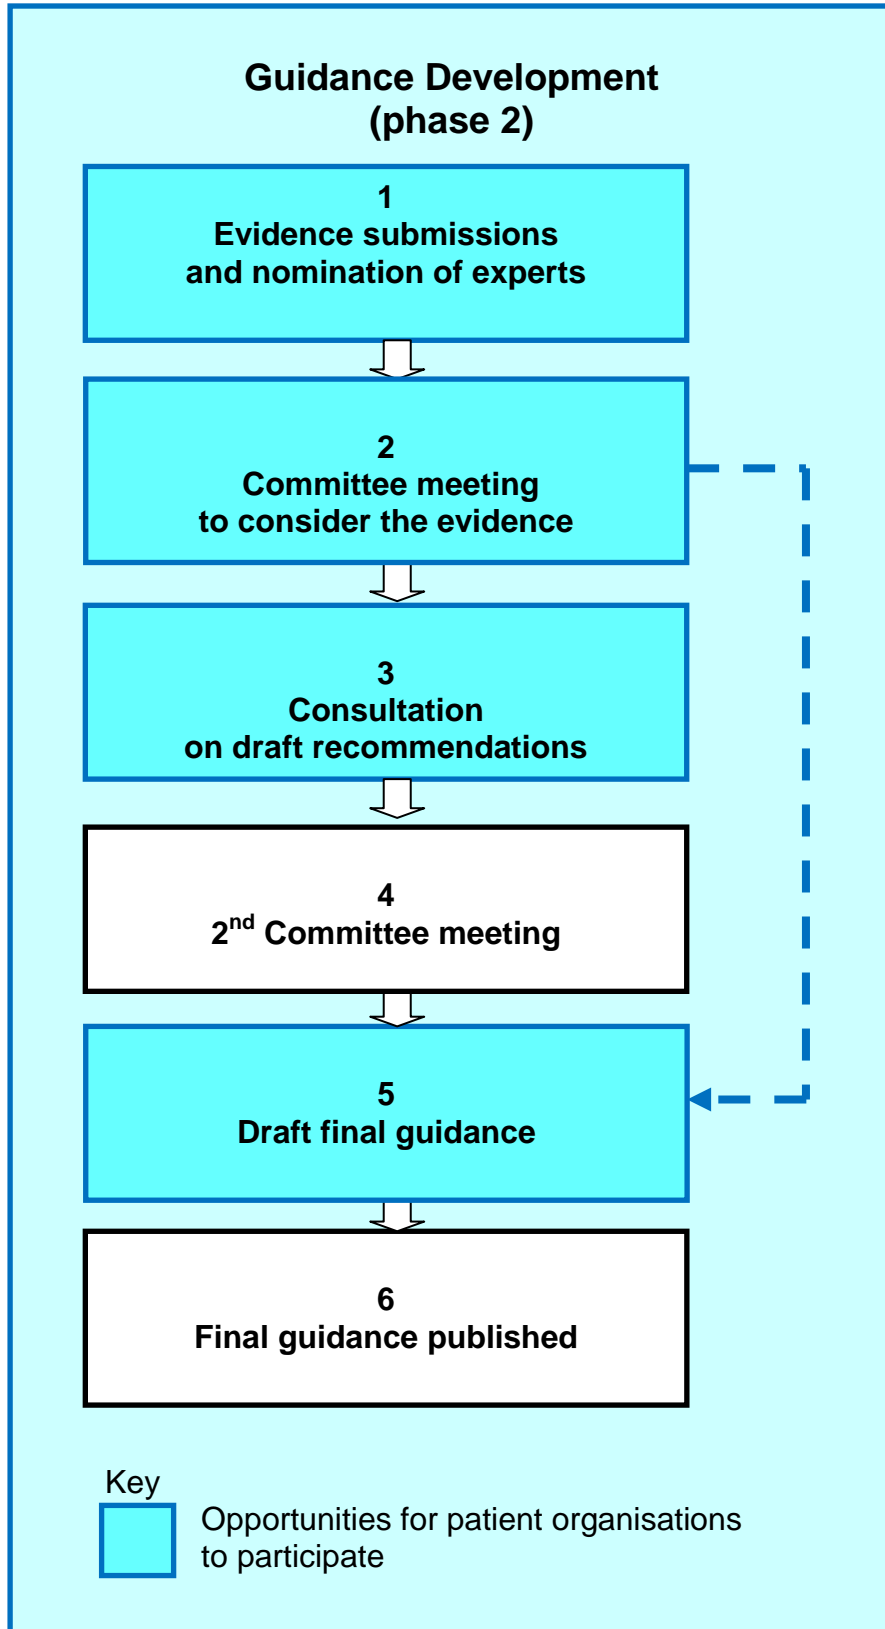 Guidance Development
(phase 2)
1
Evidence submissions
and nomination of experts
2
Committee meeting
to consider the evidence
3
Consultation
on draft recommendations
4
2nd Committee meeting
5
Draft final guidance
6
Final guidance published
Key
Opportunities for patient organisations
to participate